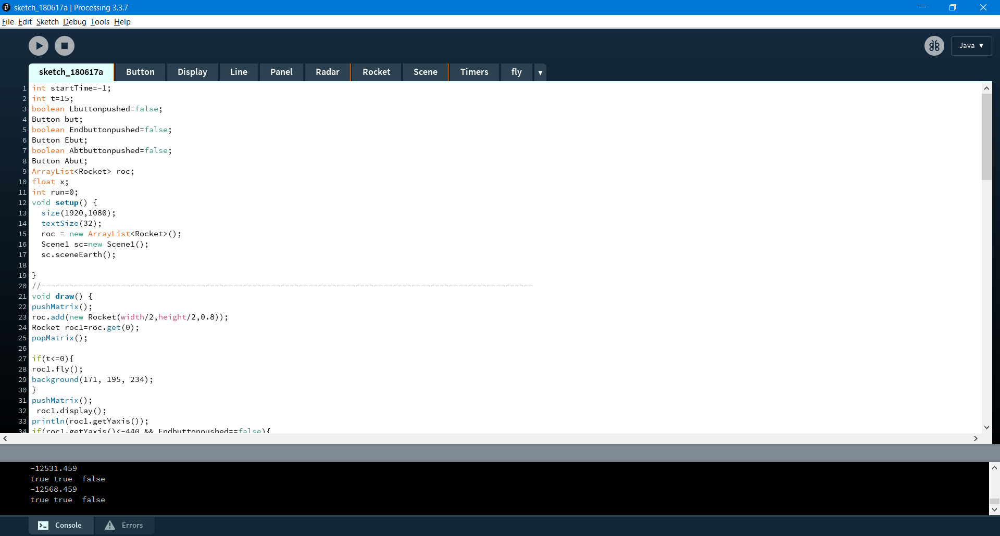 sketch_180617a | Processing 3.3.7
File Edit Sketch Debug Tools Help
Java ▼
sketch_180617a Button Display Line Panel Radar Rocket Scene Timers fly ▼
1 int startTime=-1;
2 int t=15;
3 boolean Lbuttonpushed=false;
4 Button but;
5 boolean Endbuttonpushed=false;
6 Button Ebut;
7 boolean Abtbuttonpushed=false;
8 Button Abut;
9 ArrayList<Rocket> roc;
10 float x;
11 int run=0;
12 void setup() {
13   size(1920,1080);
14   textSize(32);
15   roc = new ArrayList<Rocket>();
16   Scene1 sc=new Scene1();
17   sc.sceneEarth();
18
19 }
20 //---------------------------------------------------------------------------------------------------------
21 void draw() {
22 pushMatrix();
23 roc.add(new Rocket(width/2,height/2,0.8));
24 Rocket roc1=roc.get(0);
25 popMatrix();
26
27 if(t<=0){
28 roc1.fly();
29 background(171, 195, 234);
30 }
31 pushMatrix();
32  roc1.display();
33 println(roc1.getYaxis());
34 if(roc1.getYaxis()<-440 && Endbuttonpushed==false){
-12531.459
true true  false
-12568.459
true true  false
Console Errors